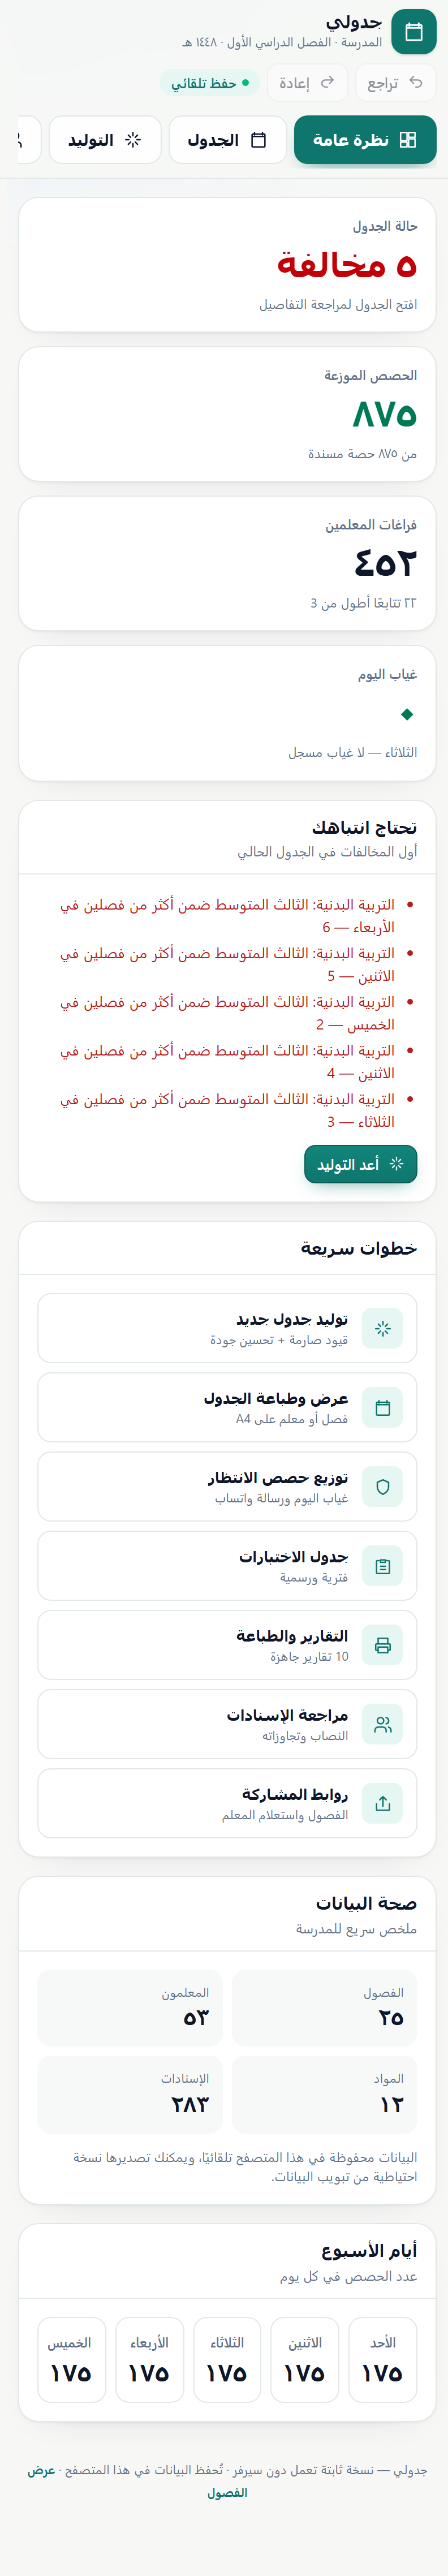 جدولي
المدرسة · الفصل الدراسي الأول · ١٤٤٨ هـ
تراجع
إعادة
حفظ تلقائي
نظرة عامة
الجدول
التوليد
حالة الجدول
٥ مخالفة
افتح الجدول لمراجعة التفاصيل
الحصص الموزعة
٨٧٥
من ٨٧٥ حصة مسندة
فراغات المعلمين
٤٥٢
٢٢ تتابعًا أطول من 3
غياب اليوم
٠
الثلاثاء — لا غياب مسجل
تحتاج انتباهك
أول المخالفات في الجدول الحالي
التربية البدنية: الثالث المتوسط ضمن أكثر من فصلين في
الأربعاء — 6
التربية البدنية: الثالث المتوسط ضمن أكثر من فصلين في
الاثنين — 5
التربية البدنية: الثالث المتوسط ضمن أكثر من فصلين في
الخميس — 2
التربية البدنية: الثالث المتوسط ضمن أكثر من فصلين في
الاثنين — 4
التربية البدنية: الثالث المتوسط ضمن أكثر من فصلين في
الثلاثاء — 3
أعد التوليد
خطوات سريعة
توليد جدول جديد
قيود صارمة + تحسين جودة
عرض وطباعة الجدول
فصل أو معلم على A4
توزيع حصص الانتظار
غياب اليوم ورسالة واتساب
جدول الاختبارات
فترية ورسمية
التقارير والطباعة
10 تقارير جاهزة
مراجعة الإسنادات
النصاب وتجاوزاته
روابط المشاركة
الفصول واستعلام المعلم
صحة البيانات
ملخص سريع للمدرسة
الفصول
٢٥
المعلمون
٥٣
المواد
١٢
الإسنادات
٢٨٣
البيانات محفوظة في هذا المتصفح تلقائيًا، ويمكنك تصديرها نسخة
احتياطية من تبويب البيانات.
أيام الأسبوع
عدد الحصص في كل يوم
الأحد
١٧٥
الاثنين
١٧٥
الثلاثاء
١٧٥
الأربعاء
١٧٥
الخميس
١٧٥
جدولي — نسخة ثابتة تعمل دون سيرفر · تُحفظ البيانات في هذا المتصفح · عرض
الفصول